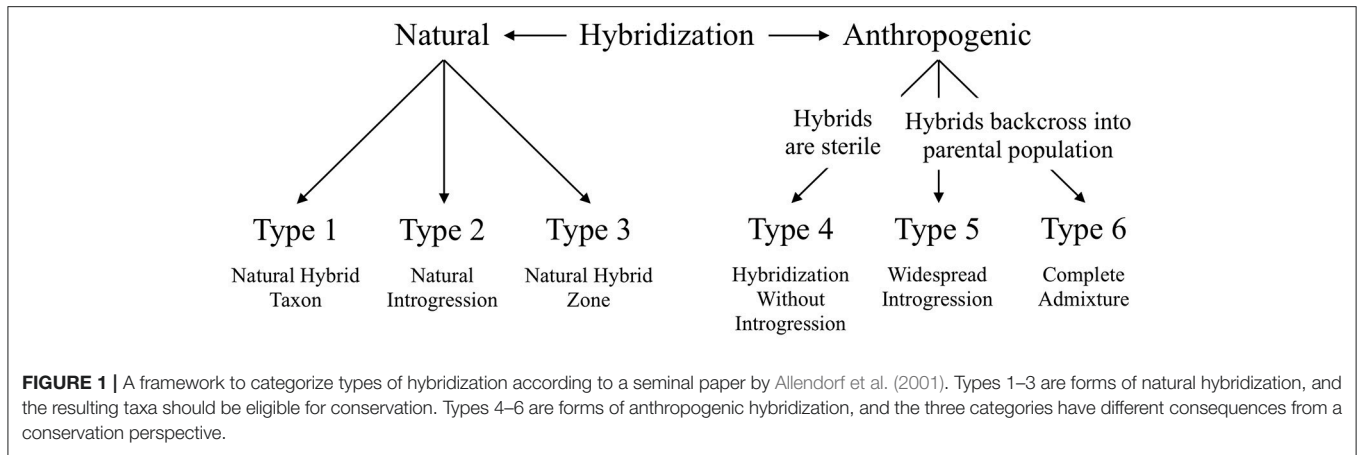 Natural Hybridization Anthropogenic
Hybrids
are sterile
Hybrids backcross into
parental population
Type 1
Type 2
Type 3
Type 4
Type 5
Type 6
Natural Hybrid
Taxon
Natural
Introgression
Natural Hybrid
Zone
Hybridization
Without
Introgression
Widespread
Introgression
Complete
Admixture
FIGURE 1 | A framework to categorize types of hybridization according to a seminal paper by Allendorf et al. (2001). Types 1–3 are forms of natural hybridization, and
the resulting taxa should be eligible for conservation. Types 4–6 are forms of anthropogenic hybridization, and the three categories have different consequences from a
conservation perspective.